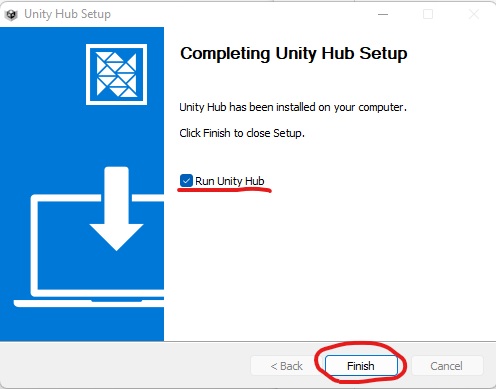 Unity Hub Setup
Completing Unity Hub Setup
Unity Hub has been installed on your computer.
Click Finish to close Setup.
Run Unity Hub
< Back
Finish
Cancel